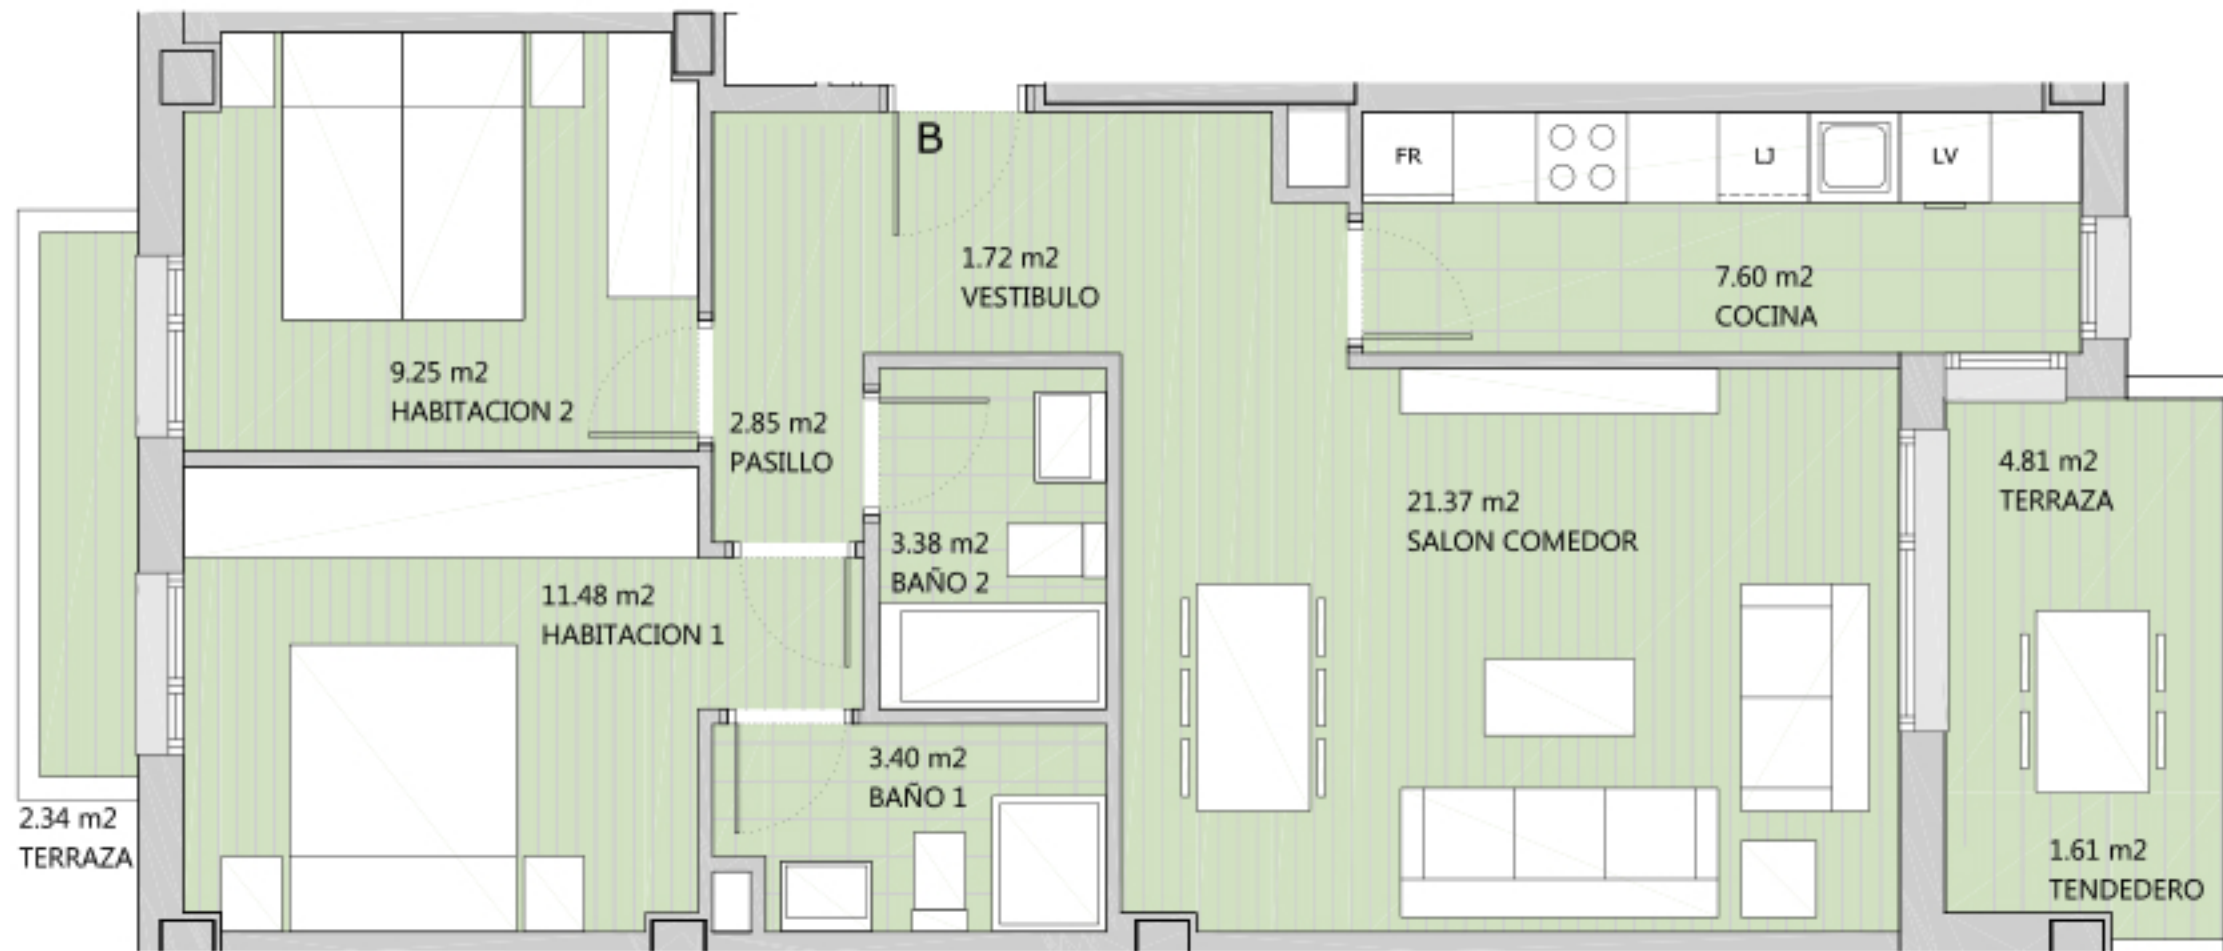 B
FR
LJ
LV
1.72 m2
VESTIBULO
7.60 m2
COCINA
9.25 m2
HABITACION 2
2.85 m2
PASILLO
4.81 m2
TERRAZA
21.37 m2
SALON COMEDOR
3.38 m2
BAÑO 2
11.48 m2
HABITACION 1
3.40 m2
BAÑO 1
2.34 m2
TERRAZA
1.61 m2
TENDEDERO